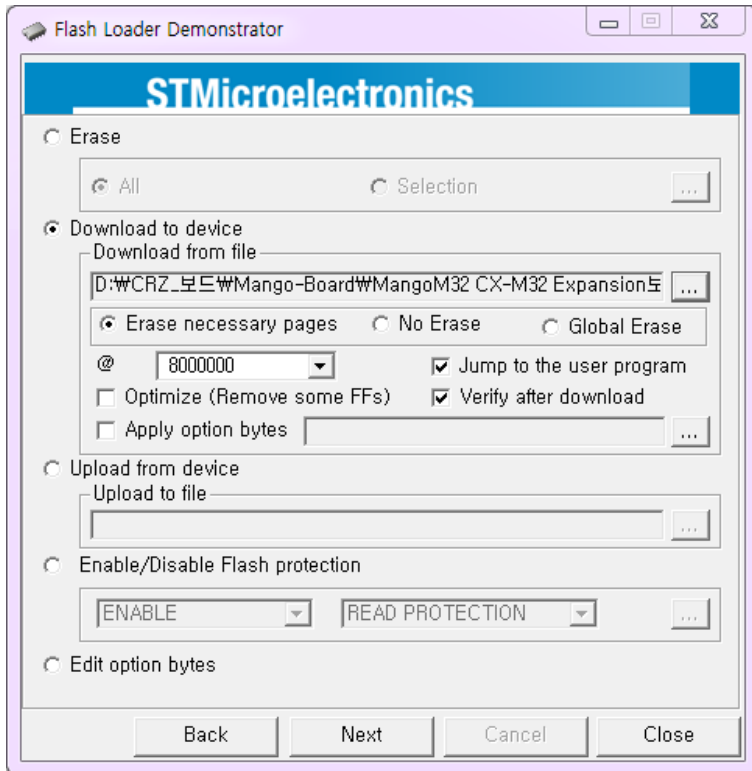 Flash Loader Demonstrator
STMicroelectronics
Erase
All Selection ...
Download to device
Download from file
D:₩CRZ_보드₩Mango-Board₩MangoM32 CX-M32 Expansion보 ...
Erase necessary pages No Erase Global Erase
@ 8000000 Jump to the user program
Optimize (Remove some FFs) Verify after download
Apply option bytes ...
Upload from device
Upload to file
...
Enable/Disable Flash protection
ENABLE READ PROTECTION ...
Edit option bytes
Back Next Cancel Close